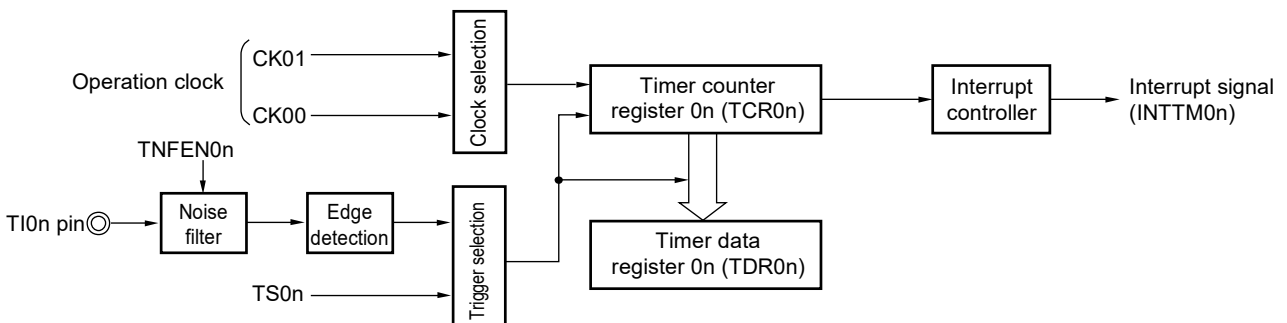 Operation clock
CK01
CK00
Clock selection
Timer counter
register 0n (TCR0n)
Interrupt
controller
Interrupt signal
(INTTM0n)
TNFEN0n
TI0n pin
Noise
filter
Edge
detection
TS0n
Trigger selection
Timer data
register 0n (TDR0n)